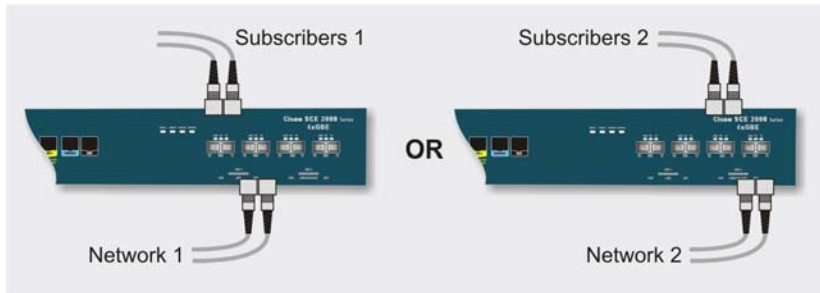 Subscribers 1
Cisco SCE 2000 Series
4xGBE
Network 1
OR
Subscribers 2
Cisco SCE 2000 Series
4xGBE
Network 2